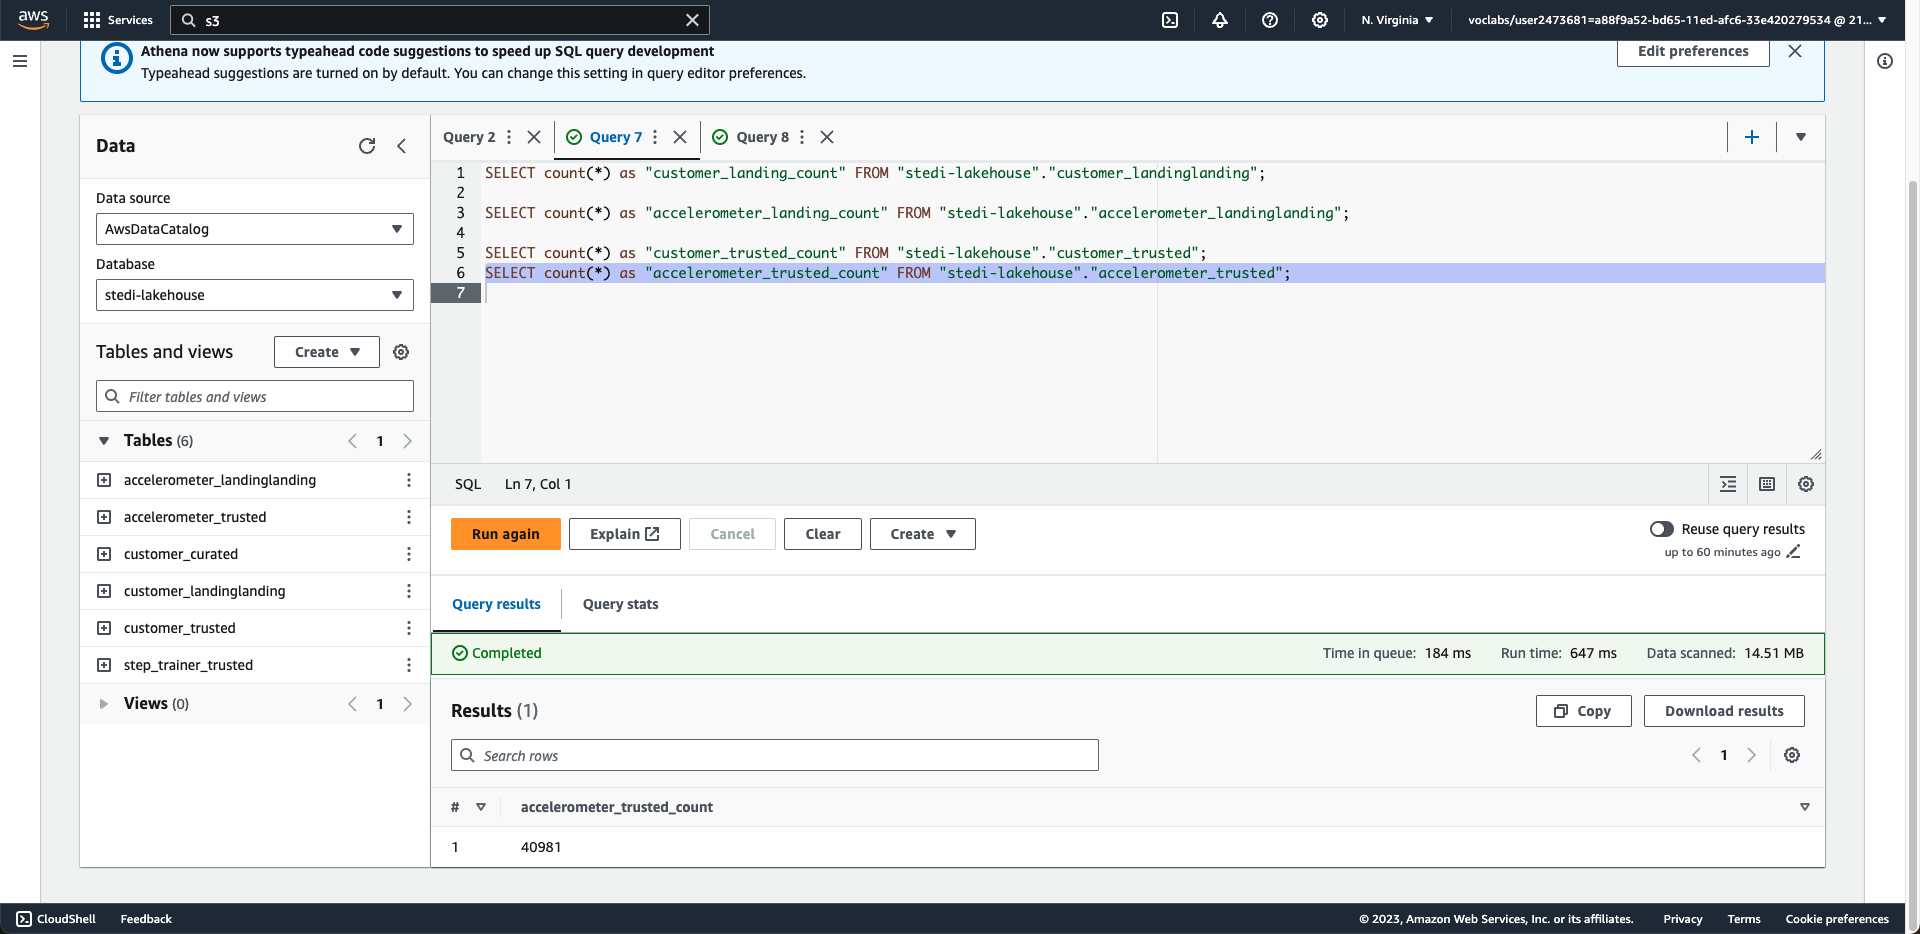 aws
Services
s3
N. Virginia
voclabs/user2473681=a88f9a52-bd65-11ed-afc6-33e420279534 @ 21...
Athena now supports typeahead code suggestions to speed up SQL query development
Typeahead suggestions are turned on by default. You can change this setting in query editor preferences.
Edit preferences
Data
Data source
AwsDataCatalog
Database
stedi-lakehouse
Tables and views
Create
Filter tables and views
Tables (6)
1
accelerometer_landinglanding
accelerometer_trusted
customer_curated
customer_landinglanding
customer_trusted
step_trainer_trusted
Views (0)
1
Query 2
Query 7
Query 8
1 SELECT count(*) as "customer_landing_count" FROM "stedi-lakehouse"."customer_landinglanding";
2
3 SELECT count(*) as "accelerometer_landing_count" FROM "stedi-lakehouse"."accelerometer_landinglanding";
4
5 SELECT count(*) as "customer_trusted_count" FROM "stedi-lakehouse"."customer_trusted";
6 SELECT count(*) as "accelerometer_trusted_count" FROM "stedi-lakehouse"."accelerometer_trusted";
7
SQL Ln 7, Col 1
Run again
Explain
Cancel
Clear
Create
Reuse query results
up to 60 minutes ago
Query results
Query stats
Completed
Time in queue: 184 ms
Run time: 647 ms
Data scanned: 14.51 MB
Results (1)
Copy
Download results
Search rows
1
# accelerometer_trusted_count
1 40981
CloudShell
Feedback
© 2023, Amazon Web Services, Inc. or its affiliates.
Privacy
Terms
Cookie preferences